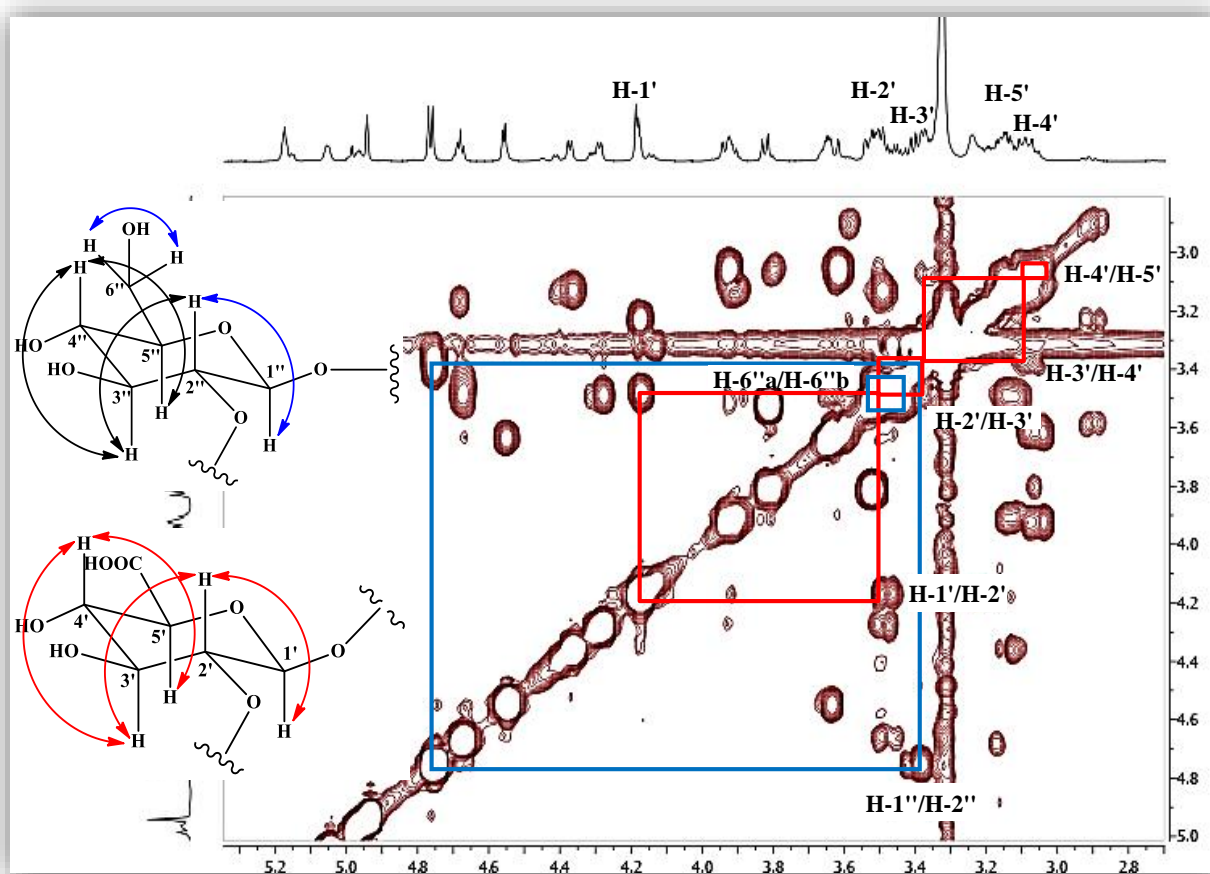 H-1'
H-2'
H-3'
H-5'
H-4'
OH
H
H
H
6''
H
4''
O
HO
5''
HO
2''
1''
O
3''
H
O
H
H
H
HOOC
H
4'
O
HO
5'
1'
O
HO
2'
3'
H
O
H
H
H-4'/H-5'
H-3'/H-4'
H-6''a/H-6''b
H-2'/H-3'
H-1'/H-2'
H-1''/H-2''
3.0
3.2
3.4
3.6
3.8
4.0
4.2
4.4
4.6
4.8
5.0
5.2 5.0 4.8 4.6 4.4 4.2 4.0 3.8 3.6 3.4 3.2 3.0 2.8